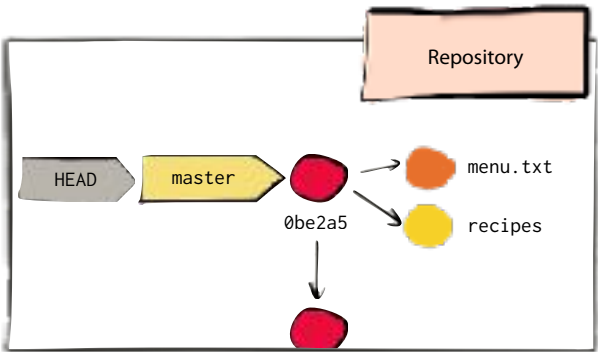 Repository
HEAD
master
menu.txt
0be2a5
recipes